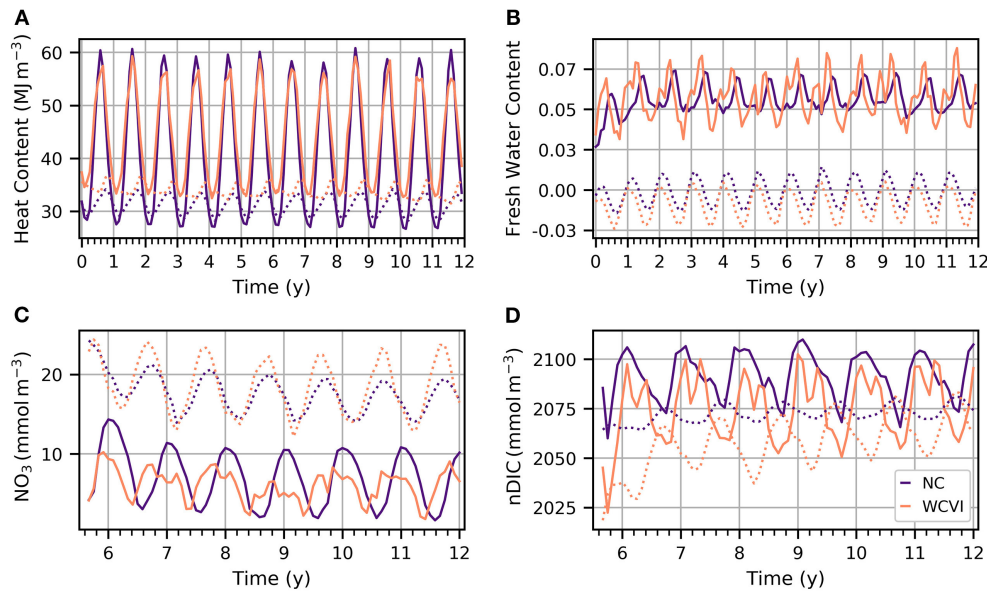 A
B
Heat Content (MJ m⁻³)
60
50
40
30
0 1 2 3 4 5 6 7 8 9 10 11 12
Time (y)
Fresh Water Content
0.07
0.05
0.03
0.00
-0.03
0 1 2 3 4 5 6 7 8 9 10 11 12
Time (y)
C
D
NO₃ (mmol m⁻³)
20
10
6 7 8 9 10 11 12
Time (y)
nDIC (mmol m⁻³)
2100
2075
2050
2025
NC
WCVI
6 7 8 9 10 11 12
Time (y)